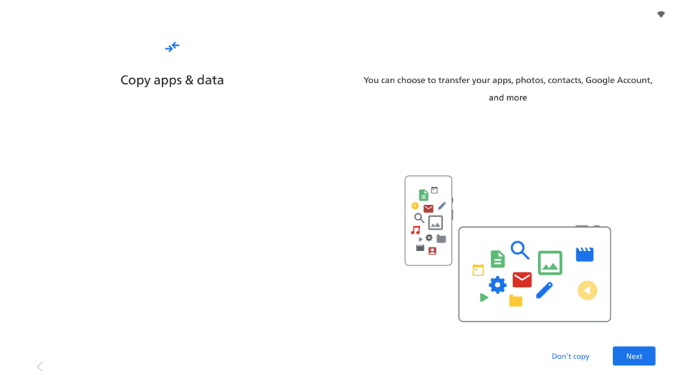 Copy apps & data
You can choose to transfer your apps, photos, contacts, Google Account,
and more
Don't copy
Next